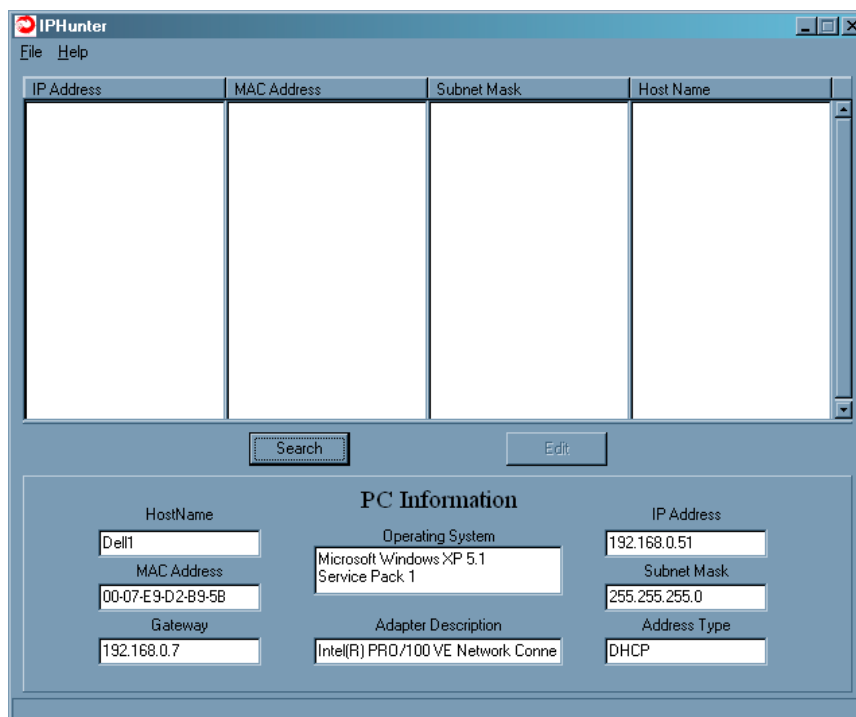 IPHunter
File Help
IP Address MAC Address Subnet Mask Host Name
Search Edit
PC Information
HostName
Dell1
MAC Address
00-07-E9-D2-B9-5B
Gateway
192.168.0.7
Operating System
Microsoft Windows XP 5.1
Service Pack 1
Adapter Description
Intel(R) PRO/100 VE Network Conne
IP Address
192.168.0.51
Subnet Mask
255.255.255.0
Address Type
DHCP